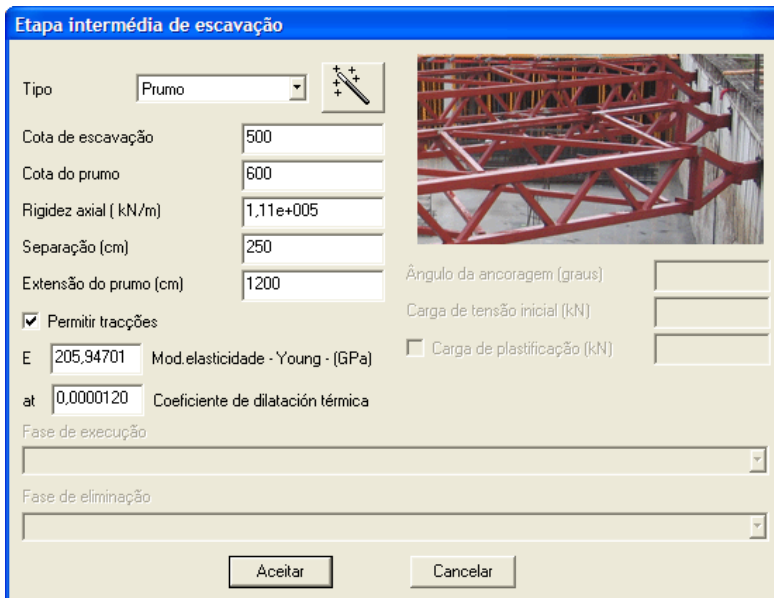 Etapa intermédia de escavação
Tipo Prumo
Cota de escavação 500
Cota do prumo 600
Rigidez axial ( kN/m) 1,11e+005
Separação (cm) 250
Extensão do prumo (cm) 1200
Permitir tracções
E 205,94701 Mod.elasticidade - Young - (GPa)
at 0,0000120 Coeficiente de dilatación térmica
Ângulo da ancoragem (graus)
Carga de tensão inicial (kN)
Carga de plastificação (kN)
Fase de execução
Fase de eliminação
Aceitar Cancelar